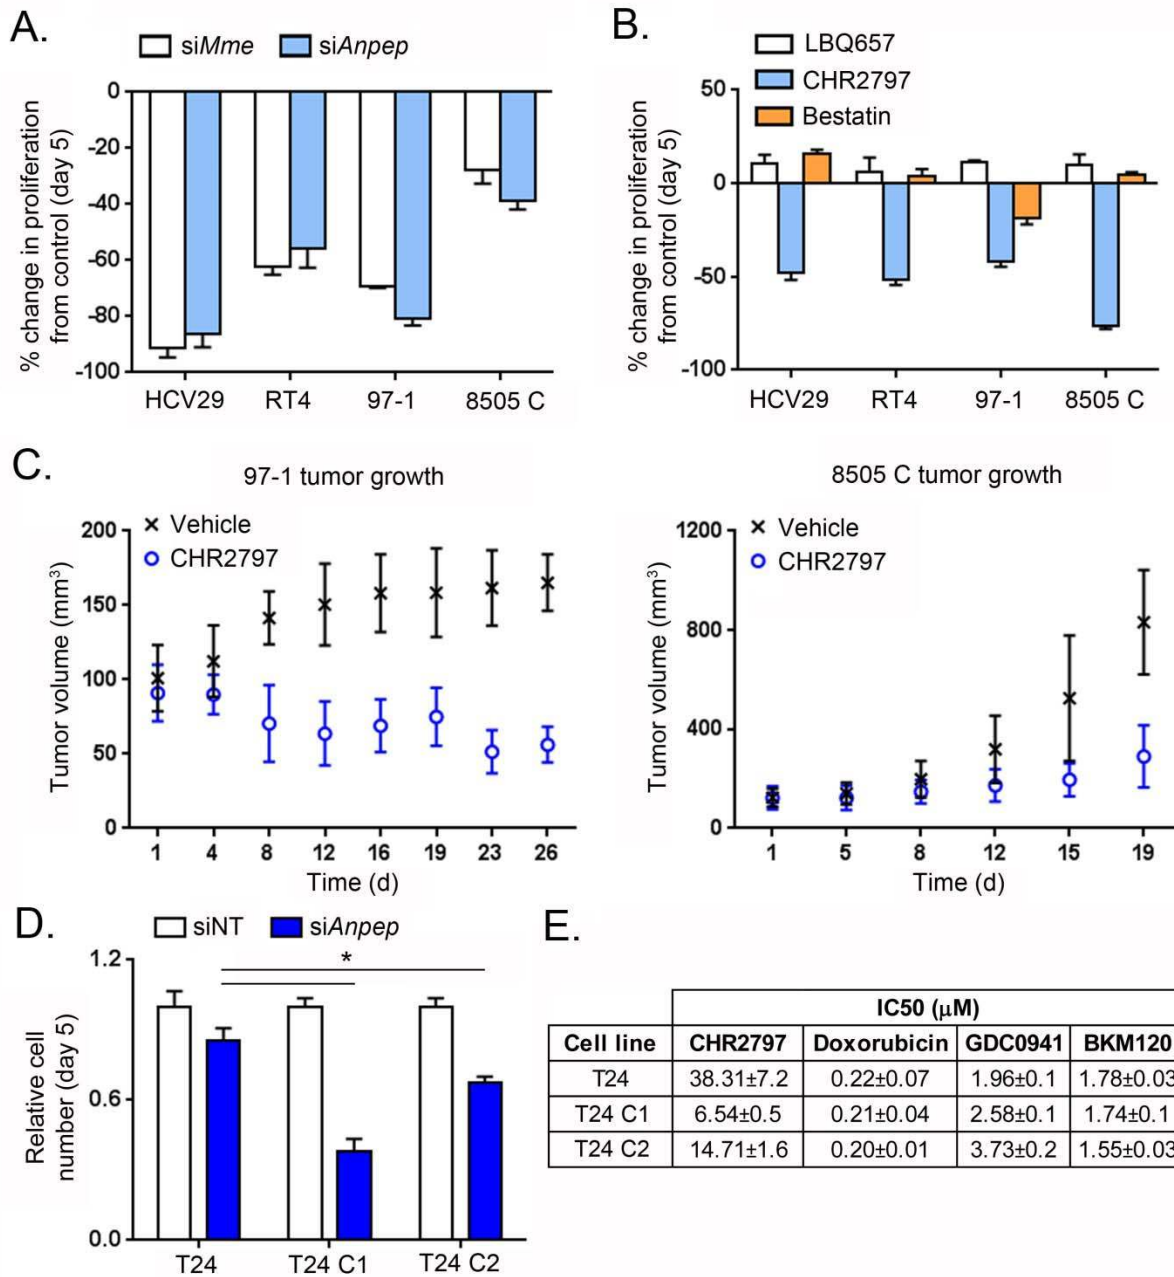 A.
siMme siAnpep
% change in proliferation
from control (day 5)
0
-20
-40
-60
-80
-100
HCV29 RT4 97-1 8505 C
B.
LBQ657
CHR2797
Bestatin
% change in proliferation
from control (day 5)
50
0
-50
-100
HCV29 RT4 97-1 8505 C
C.
97-1 tumor growth
Vehicle
CHR2797
Tumor volume (mm³)
200
150
100
50
0
1 4 8 12 16 19 23 26
Time (d)
8505 C tumor growth
Vehicle
CHR2797
Tumor volume (mm³)
1200
800
400
0
1 5 8 12 15 19
Time (d)
D.
siNT siAnpep
Relative cell
number (day 5)
1.2
0.6
0.0
*
T24 T24 C1 T24 C2
E.
IC50 (μM)
Cell line CHR2797 Doxorubicin GDC0941 BKM120
T24 38.31±7.2 0.22±0.07 1.96±0.1 1.78±0.03
T24 C1 6.54±0.5 0.21±0.04 2.58±0.1 1.74±0.1
T24 C2 14.71±1.6 0.20±0.01 3.73±0.2 1.55±0.03